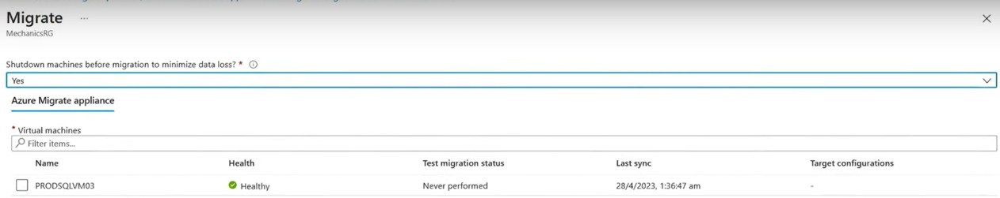 Migrate ...
MechanicsRG
Shutdown machines before migration to minimize data loss? *
Yes
Azure Migrate appliance
* Virtual machines
Filter items...
Name Health Test migration status Last sync Target configurations
PRODSQLVM03 Healthy Never performed 28/4/2023, 1:36:47 am -